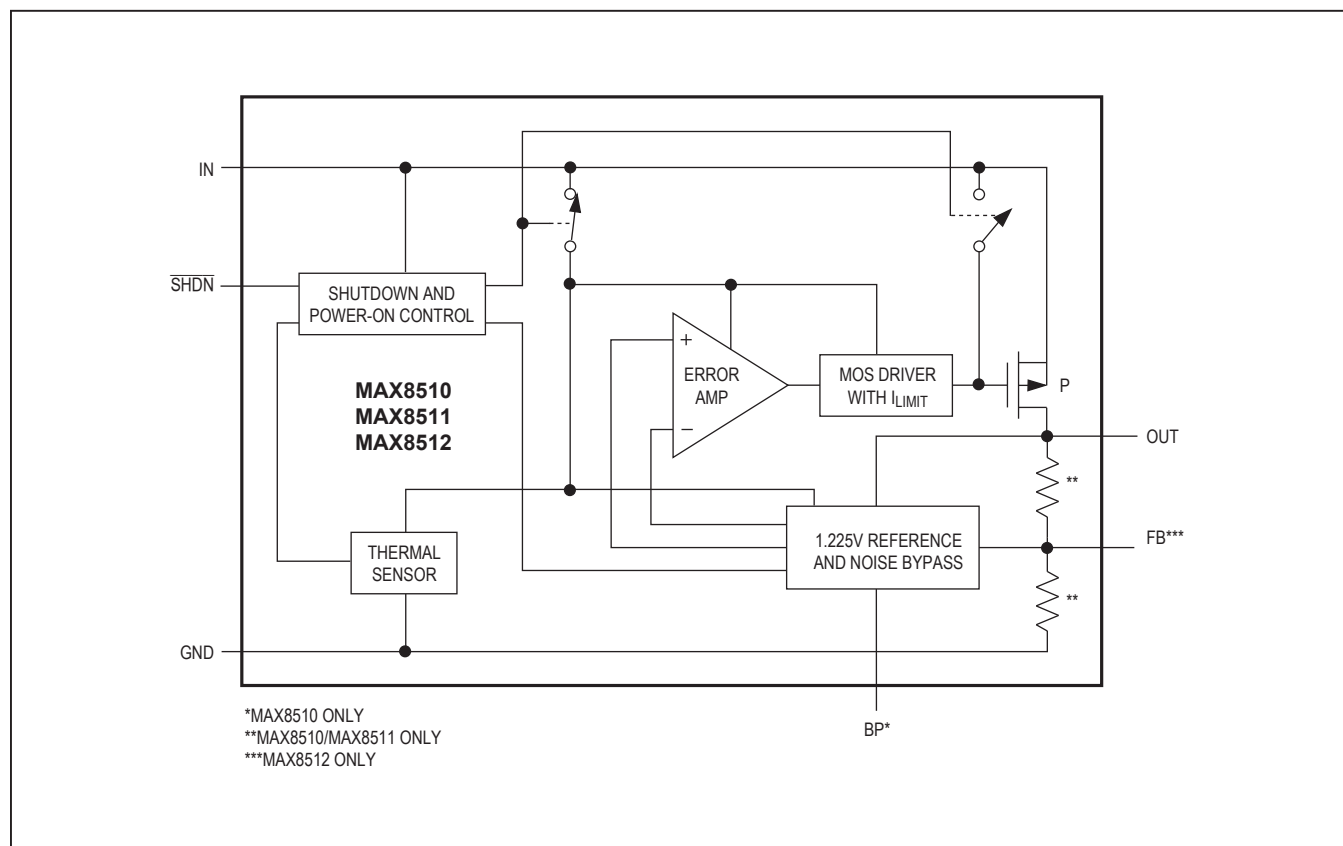 IN
SHDN
SHUTDOWN AND
POWER-ON CONTROL
MAX8510
MAX8511
MAX8512
+
−
ERROR
AMP
MOS DRIVER
WITH ILIMIT
P
OUT
**
THERMAL
SENSOR
1.225V REFERENCE
AND NOISE BYPASS
FB***
**
GND
BP*
*MAX8510 ONLY
**MAX8510/MAX8511 ONLY
***MAX8512 ONLY